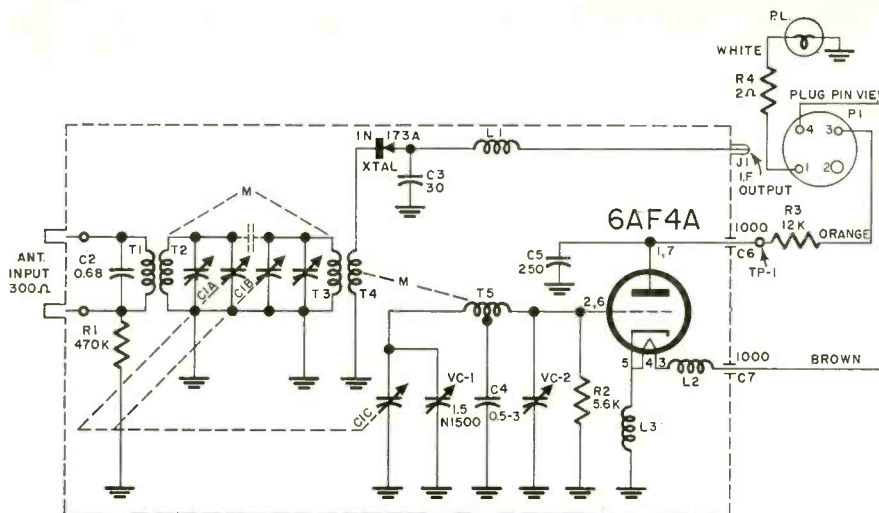 P.L.
WHITE
R4
2Ω
PLUG PIN VIEW
P1
4 3
1 2
1N 173A
XTAL
L1
C3
30
J1
I.F
OUTPUT
M
6AF4A
R3
12K
ORANGE
1000
C6
TP-1
C5
250
1,7
ANT.
INPUT
300Ω
C2
0.68
T1
T2
C1A
C1B
T3
T4
M
T5
2,6
R1
470K
C1C
VC-1
1.5
N1500
C4
0.5-3
VC-2
R2
5.6K
5 4 3
L3
L2
1000
C7
BROWN